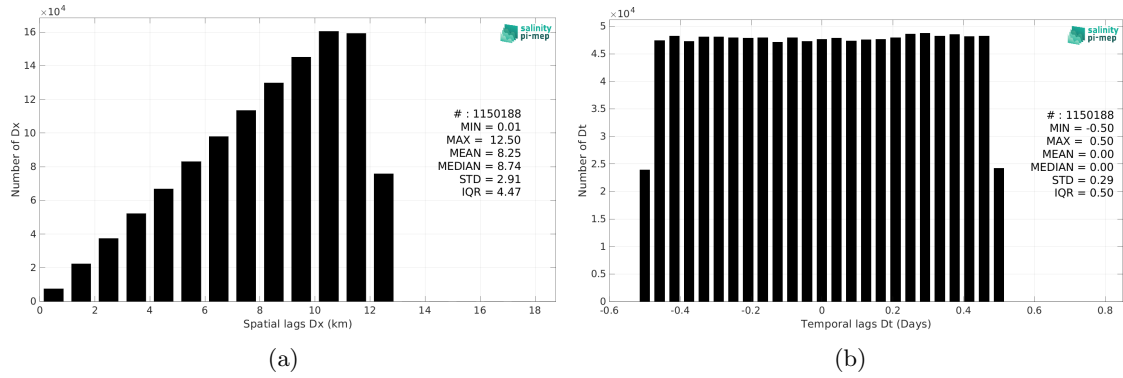 ×10⁴
16
14
12
10
8
6
4
2
0
Number of Dx
salinity
pi-mep
# : 1150188
MIN = 0.01
MAX = 12.50
MEAN = 8.25
MEDIAN = 8.74
STD = 2.91
IQR = 4.47
0 2 4 6 8 10 12 14 16 18
Spatial lags Dx (km)
(a)
×10⁴
5
4.5
4
3.5
3
2.5
2
1.5
1
0.5
0
Number of Dt
salinity
pi-mep
# : 1150188
MIN = -0.50
MAX = 0.50
MEAN = 0.00
MEDIAN = 0.00
STD = 0.29
IQR = 0.50
-0.6 -0.4 -0.2 0 0.2 0.4 0.6 0.8
Temporal lags Dt (Days)
(b)